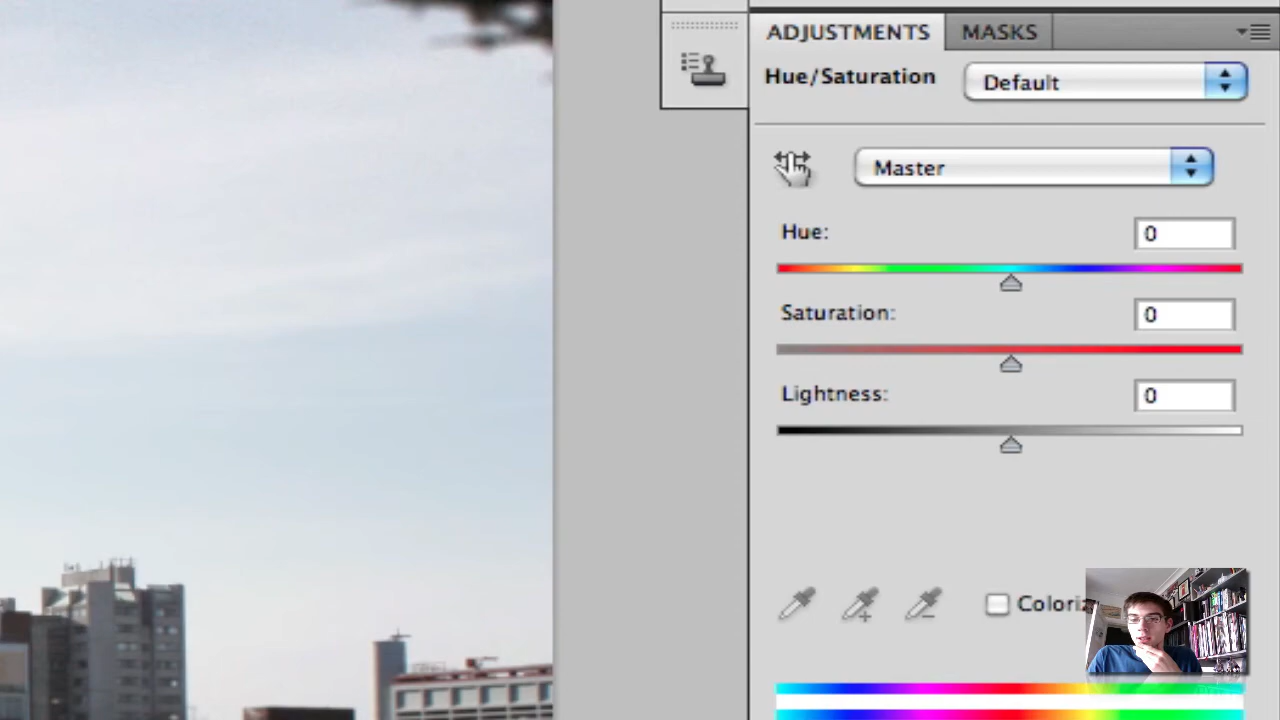 ADJUSTMENTS MASKS
Hue/Saturation Default
Master
Hue: 0
Saturation: 0
Lightness: 0